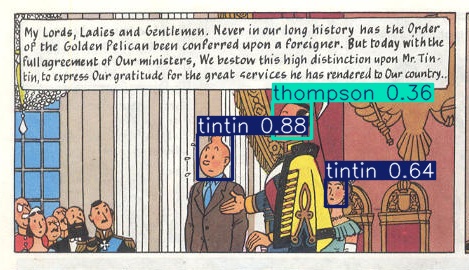 My Lords, Ladies and Gentlemen. Never in our long history has the Order
of the Golden Pelican been conferred upon a foreigner. But today with the
full agreement of Our ministers, We bestow this high distinction upon Mr. Tin-
tin, to express Our gratitude for the great services he has rendered to Our country..
thompson 0.36
tintin 0.88
tintin 0.64